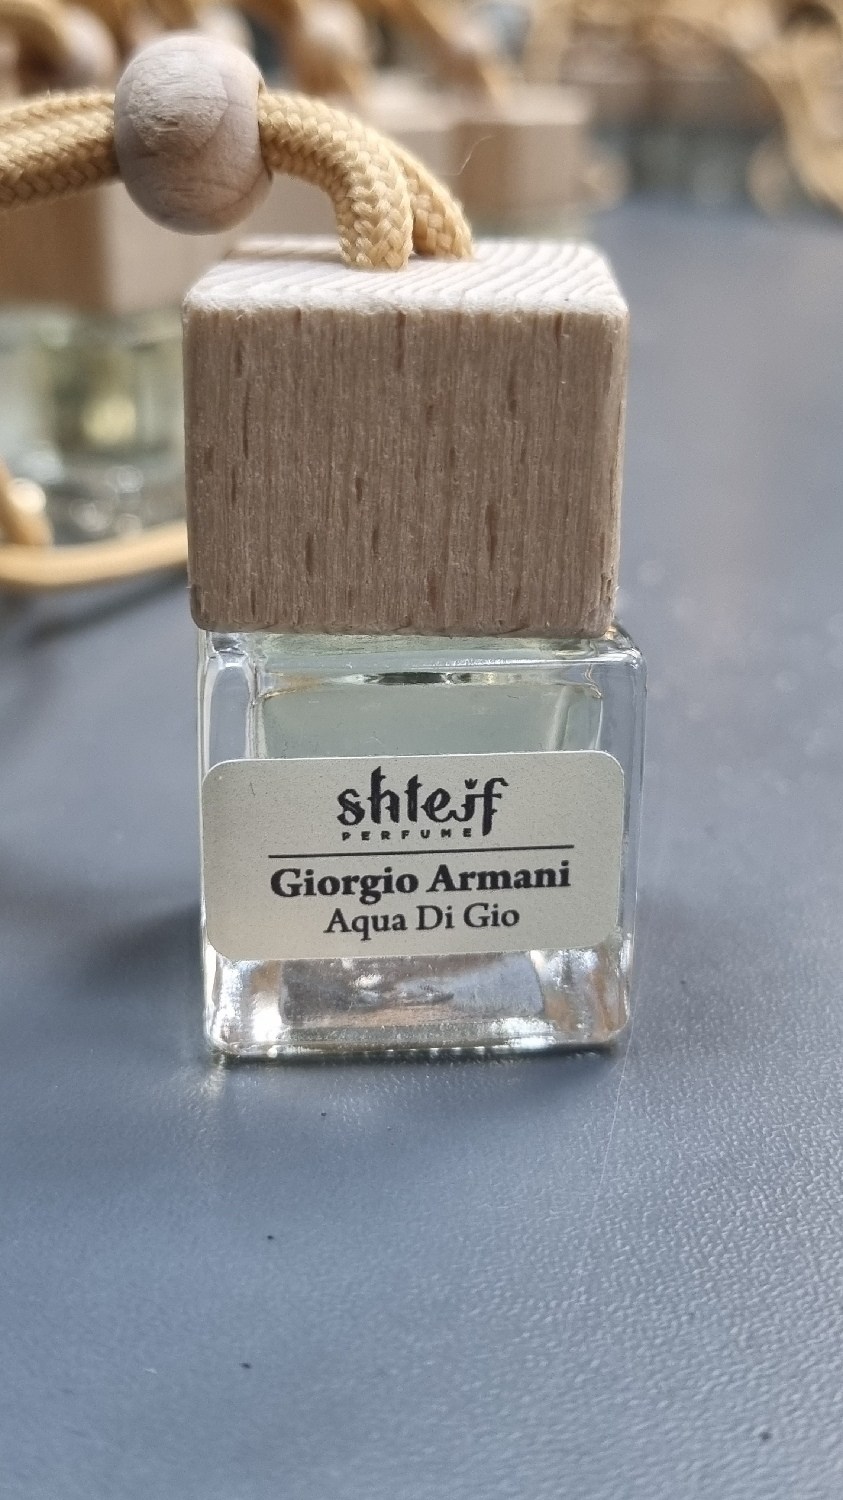 shteif
PERFUME
Giorgio Armani
Aqua Di Gio